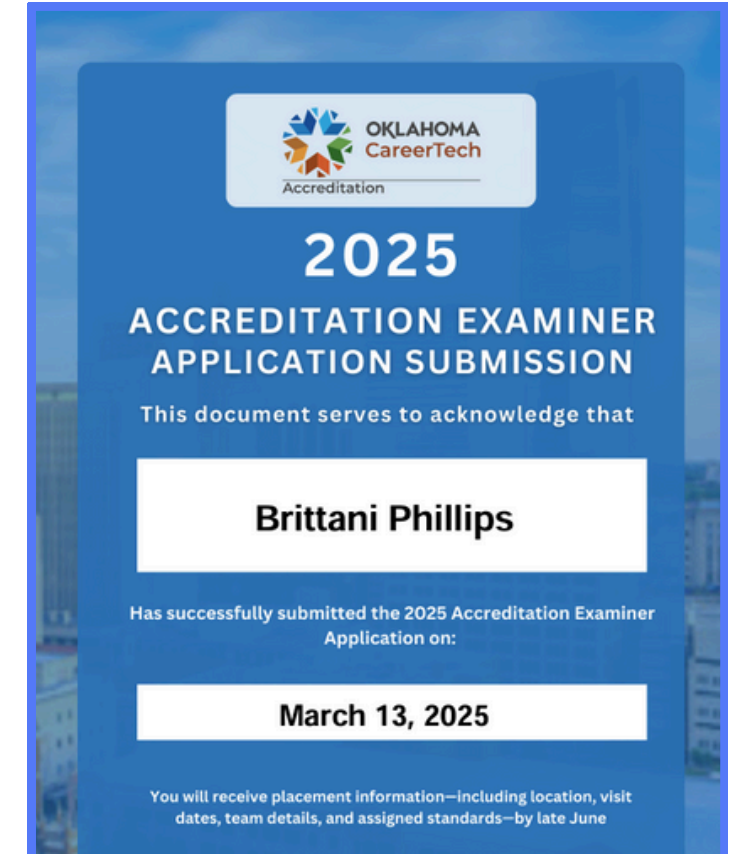 OKLAHOMA
CareerTech
Accreditation
2025
ACCREDITATION EXAMINER
APPLICATION SUBMISSION
This document serves to acknowledge that
Brittani Phillips
Has successfully submitted the 2025 Accreditation Examiner
Application on:
March 13, 2025
You will receive placement information—including location, visit
dates, team details, and assigned standards—by late June